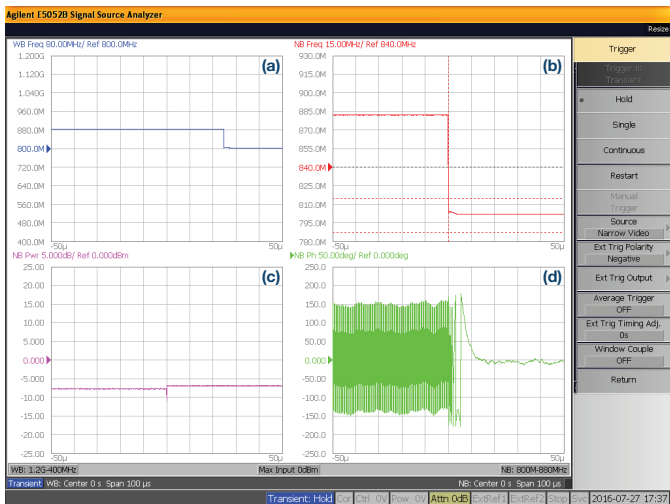 Agilent E5052B Signal Source Analyzer
Resize
WB Freq 80.00MHz/ Ref 800.0MHz
1.200G
1.120G
1.040G
960.0M
880.0M
800.0M
720.0M
640.0M
560.0M
480.0M
400.0M
-50µ
50µ
(a)
NB Freq 15.00MHz/ Ref 840.0MHz
930.0M
915.0M
900.0M
885.0M
870.0M
855.0M
840.0M
825.0M
810.0M
795.0M
780.0M
-50µ
50µ
(b)
NB Pwr 5.000dB/ Ref 0.000dBm
25.00
20.00
15.00
10.00
5.000
0.000
-5.000
-10.00
-15.00
-20.00
-25.00
-50µ
50µ
(c)
NB Ph 50.00deg/ Ref 0.000deg
250.0
200.0
150.0
100.0
50.00
0.000
-50.00
-100.0
-150.0
-200.0
-250.0
-50µ
50µ
(d)
WB: 1.2G-400MHz
Max Input 0dBm
NB: 800M-880MHz
Transient WB: Center 0 s Span 100 µs
NB: Center 0 s Span 100 µs
Trigger
Trigger to
Transient
Hold
Single
Continuous
Restart
Manual
Trigger
Source
Narrow Video
Ext Trig Polarity
Negative
Ext Trig Output
Average Trigger
OFF
Ext Trig Timing Adj.
0s
Window Couple
OFF
Return
Transient: Hold Cor Ctrl 0V Pow 0V Attn 0dB ExtRef1 ExtRef2 Stop Svc 2016-07-27 17:37